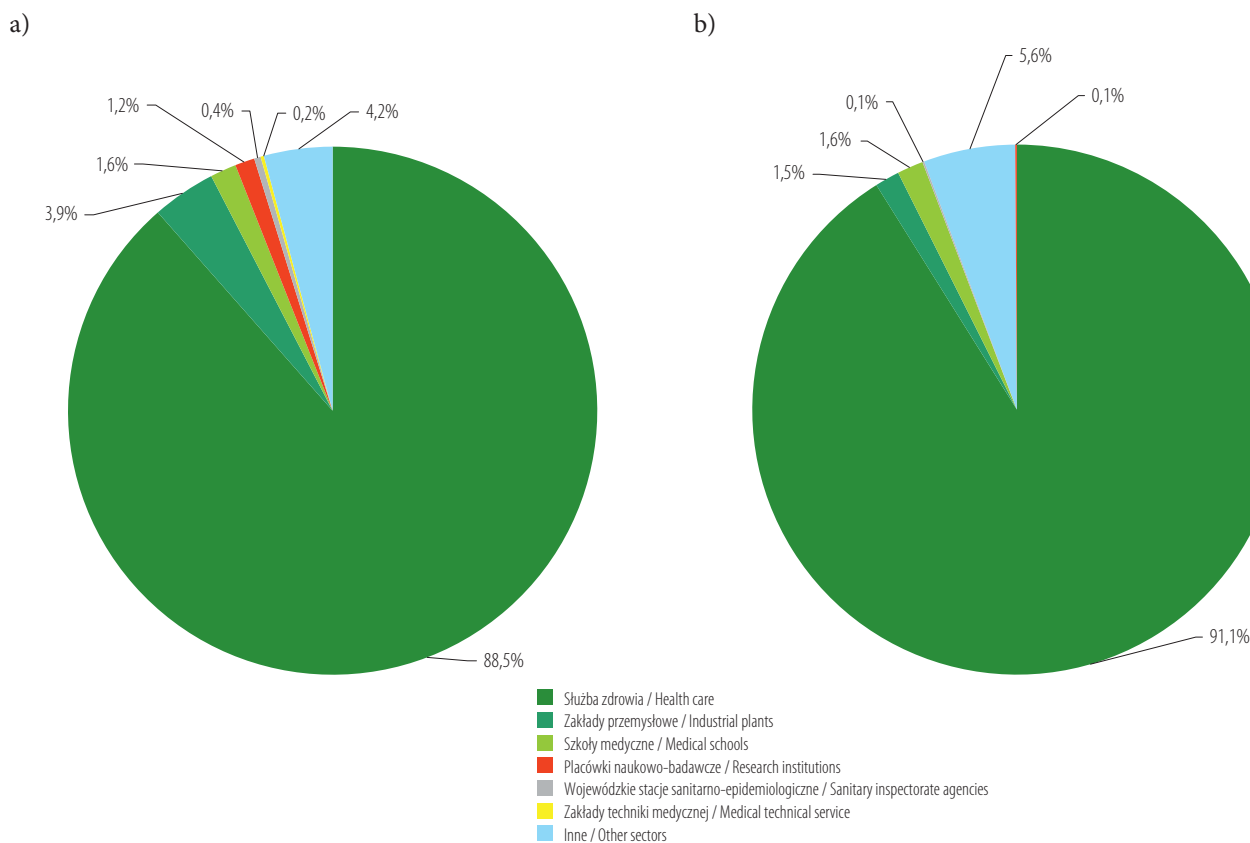 a)
1,2%
0,4%
0,2%
4,2%
1,6%
3,9%
88,5%
b)
5,6%
0,1%
0,1%
1,6%
1,5%
91,1%
Służba zdrowia / Health care
Zakłady przemysłowe / Industrial plants
Szkoły medyczne / Medical schools
Placówki naukowo-badawcze / Research institutions
Wojewódzkie stacje sanitarno-epidemiologiczne / Sanitary inspectorate agencies
Zakłady techniki medycznej / Medical technical service
Inne / Other sectors